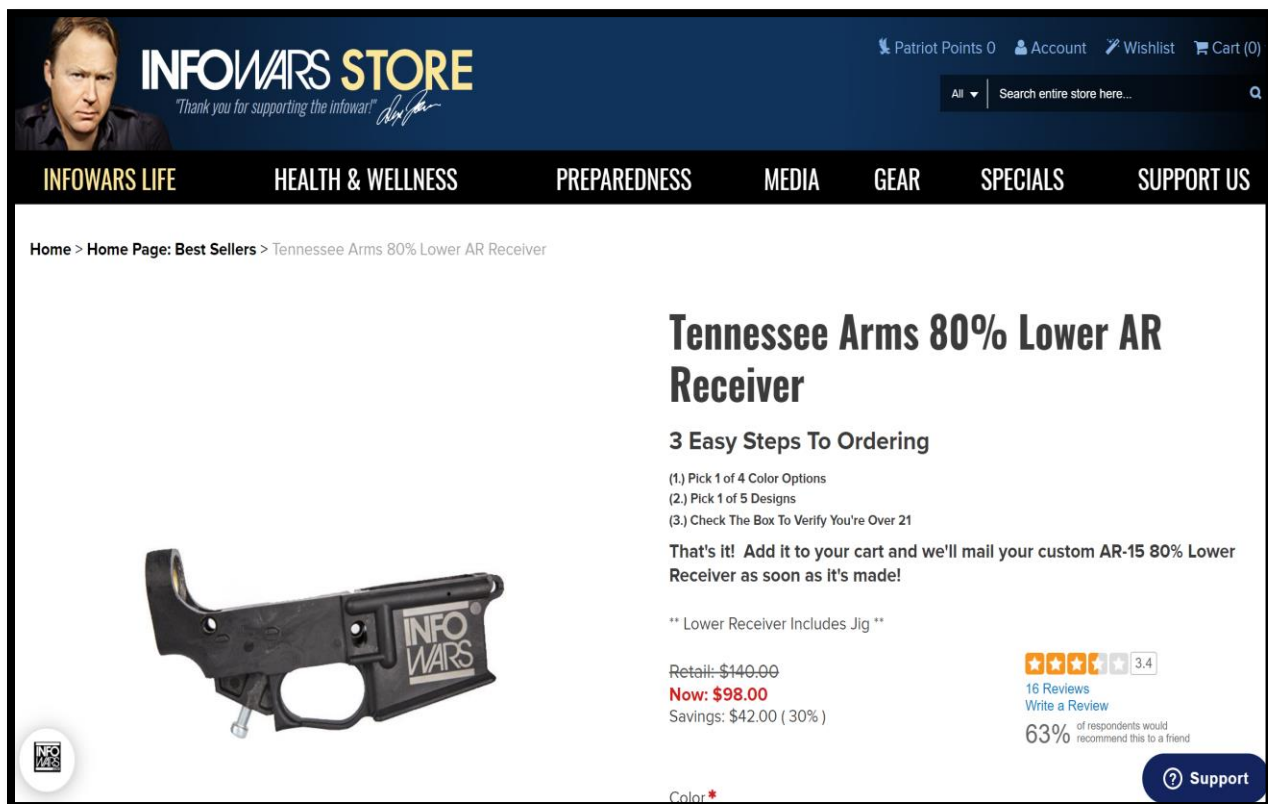 INFOWARS STORE
"Thank you for supporting the infowar!" Alex Jones
Patriot Points 0 Account Wishlist Cart (0)
All Search entire store here...
INFOWARS LIFE HEALTH & WELLNESS PREPAREDNESS MEDIA GEAR SPECIALS SUPPORT US
Home > Home Page: Best Sellers > Tennessee Arms 80% Lower AR Receiver
Tennessee Arms 80% Lower AR
Receiver
3 Easy Steps To Ordering
(1.) Pick 1 of 4 Color Options
(2.) Pick 1 of 5 Designs
(3.) Check The Box To Verify You're Over 21
That's it! Add it to your cart and we'll mail your custom AR-15 80% Lower
Receiver as soon as it's made!
** Lower Receiver Includes Jig **
Retail: $140.00
Now: $98.00
Savings: $42.00 ( 30% )
3.4
16 Reviews
Write a Review
63% of respondents would
recommend this to a friend
INFO
WARS
INFO
WARS
Support
Color *